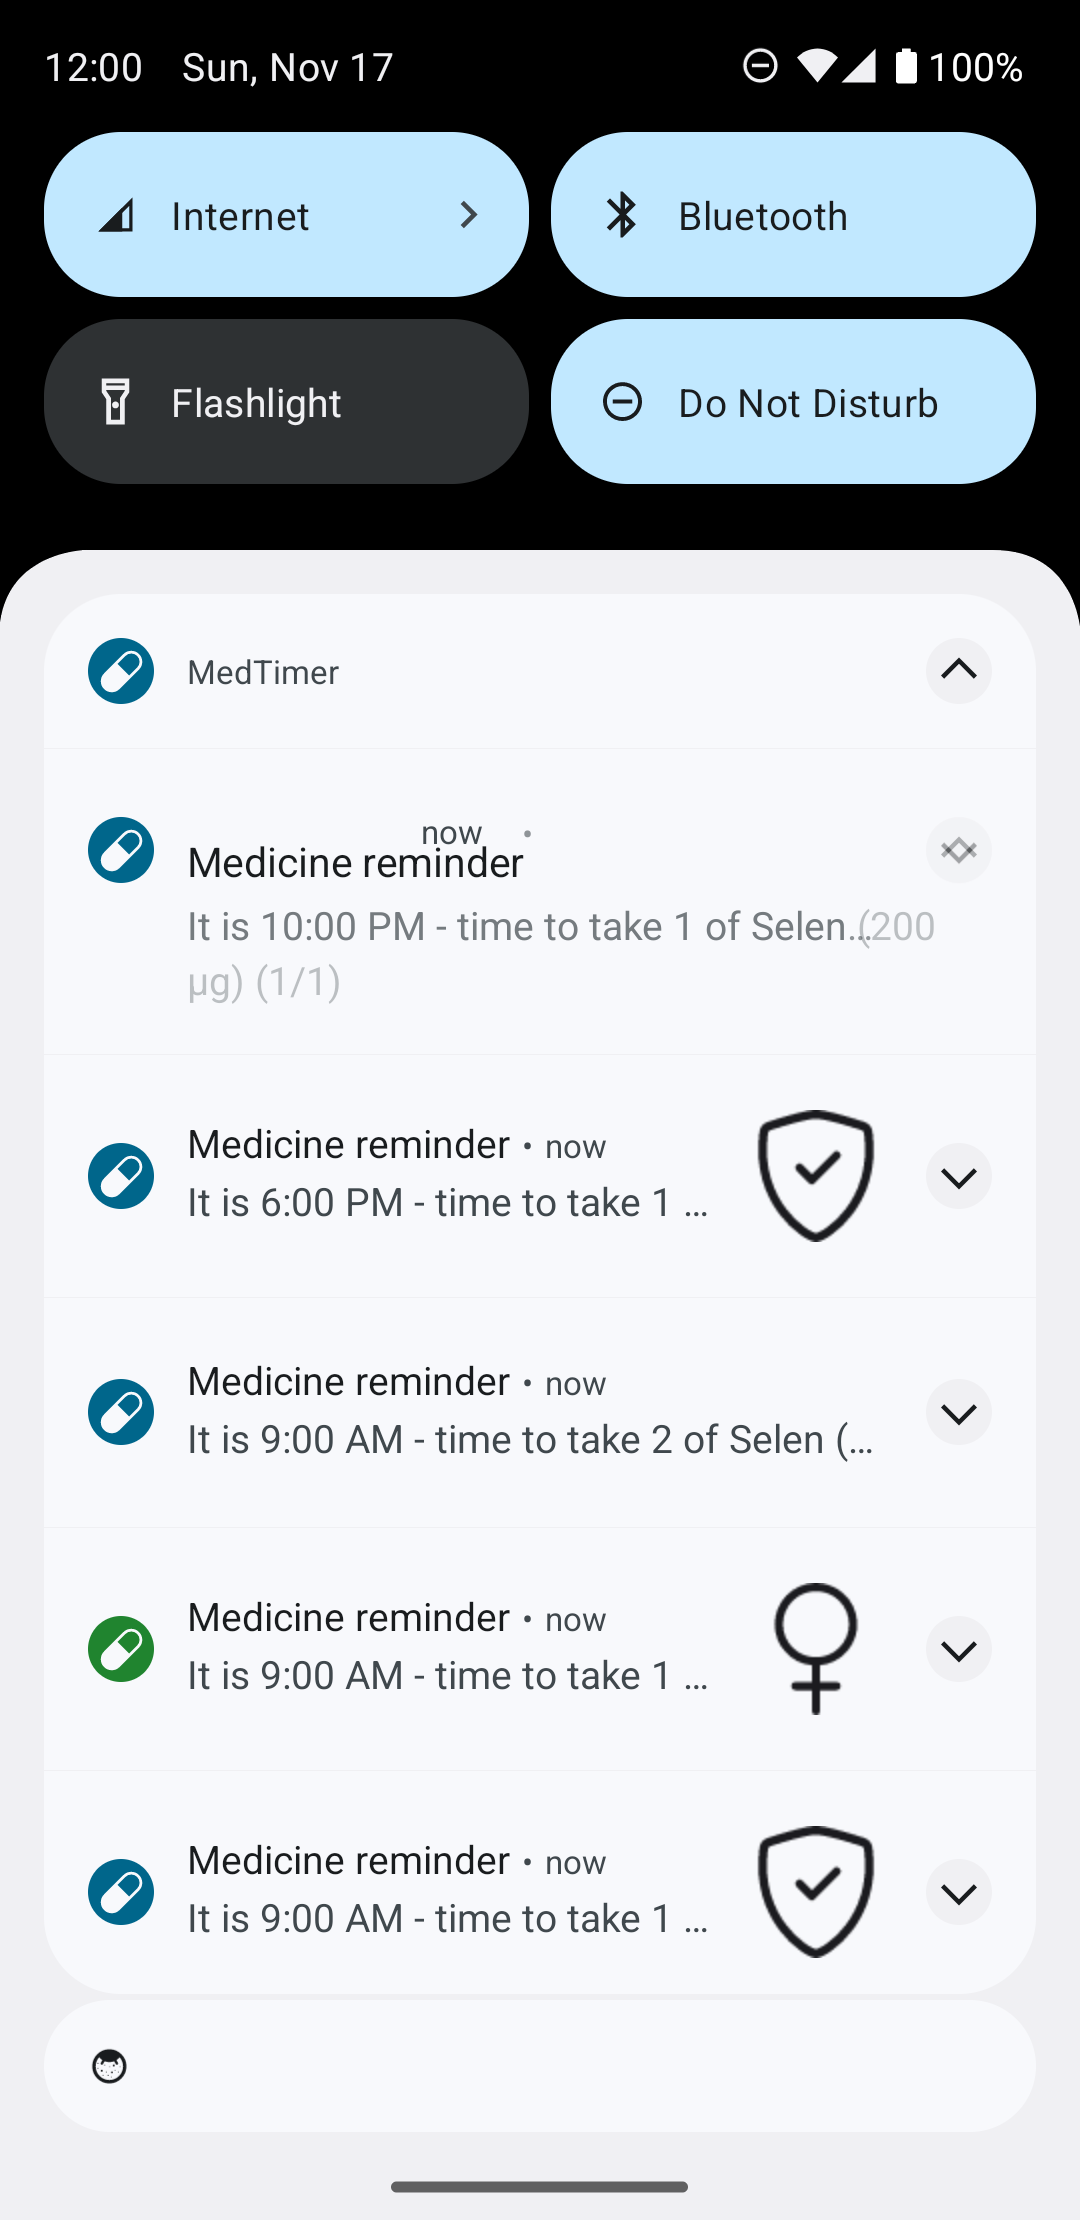 12:00 Sun, Nov 17 100%
Internet
Bluetooth
Flashlight
Do Not Disturb
MedTimer
now •
Medicine reminder
It is 10:00 PM - time to take 1 of Selen… (200
µg) (1/1)
Medicine reminder • now
It is 6:00 PM - time to take 1 …
Medicine reminder • now
It is 9:00 AM - time to take 2 of Selen (…
Medicine reminder • now
It is 9:00 AM - time to take 1 …
Medicine reminder • now
It is 9:00 AM - time to take 1 …